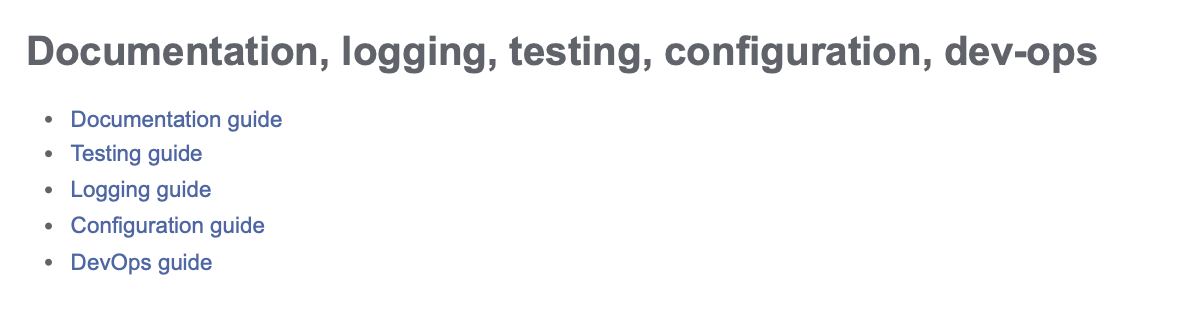 Documentation, logging, testing, configuration, dev-ops
Documentation guide
Testing guide
Logging guide
Configuration guide
DevOps guide